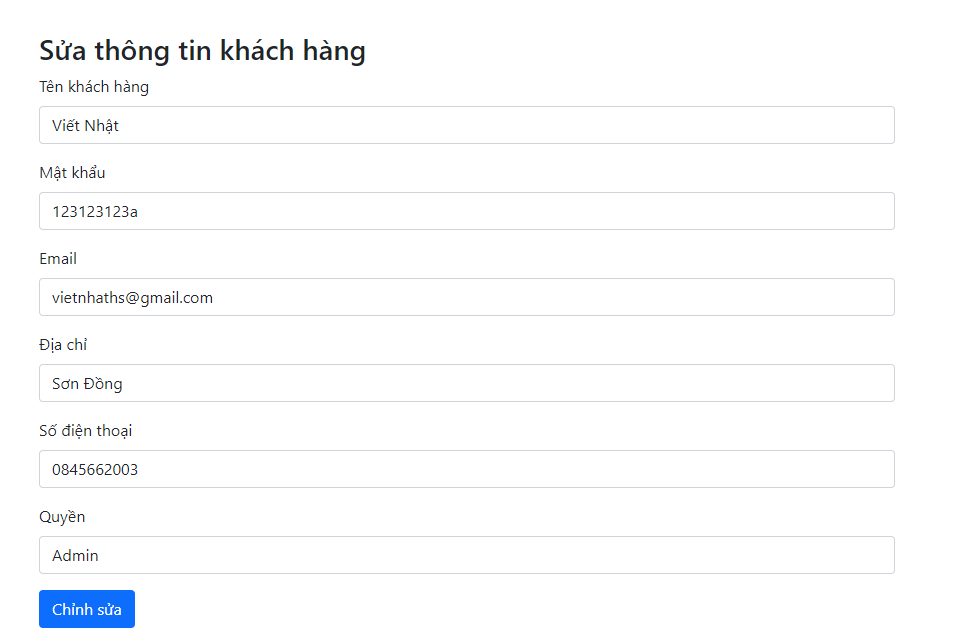 Sửa thông tin khách hàng
Tên khách hàng
Viết Nhật
Mật khẩu
123123123a
Email
vietnhaths@gmail.com
Địa chỉ
Sơn Đồng
Số điện thoại
0845662003
Quyền
Admin
Chỉnh sửa